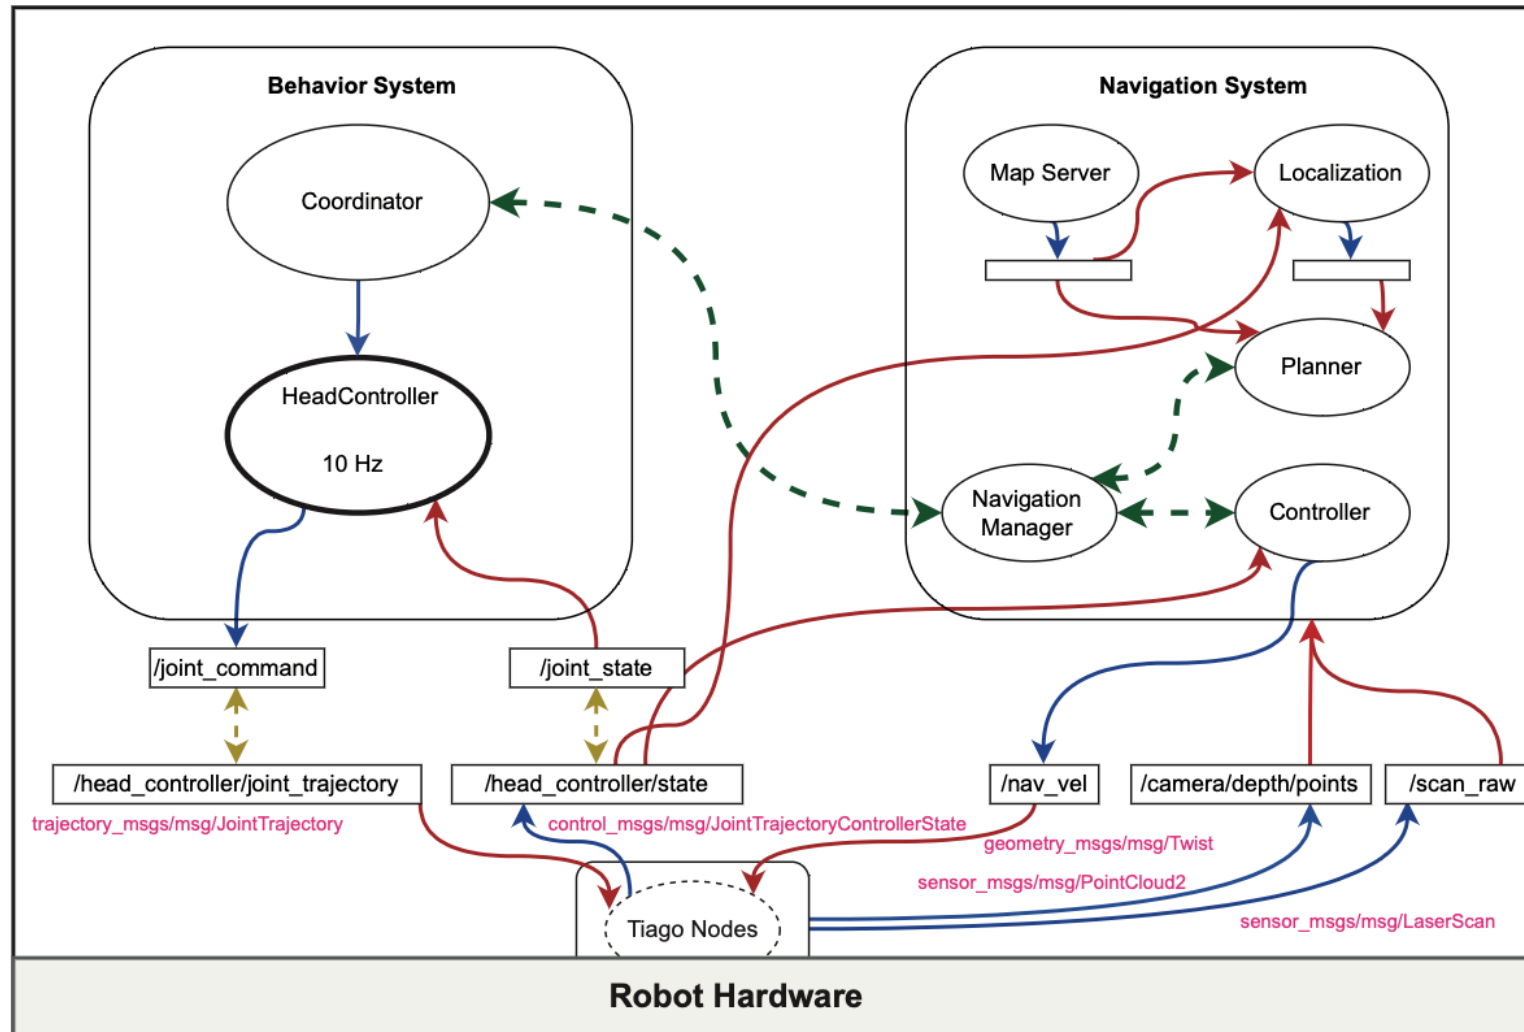 Behavior System
Navigation System
Coordinator
Map Server
Localization
HeadController
10 Hz
Planner
Navigation
Manager
Controller
/joint_command
/joint_state
/head_controller/joint_trajectory
/head_controller/state
/nav_vel
/camera/depth/points
/scan_raw
trajectory_msgs/msg/JointTrajectory
control_msgs/msg/JointTrajectoryControllerState
geometry_msgs/msg/Twist
sensor_msgs/msg/PointCloud2
sensor_msgs/msg/LaserScan
Tiago Nodes
Robot Hardware